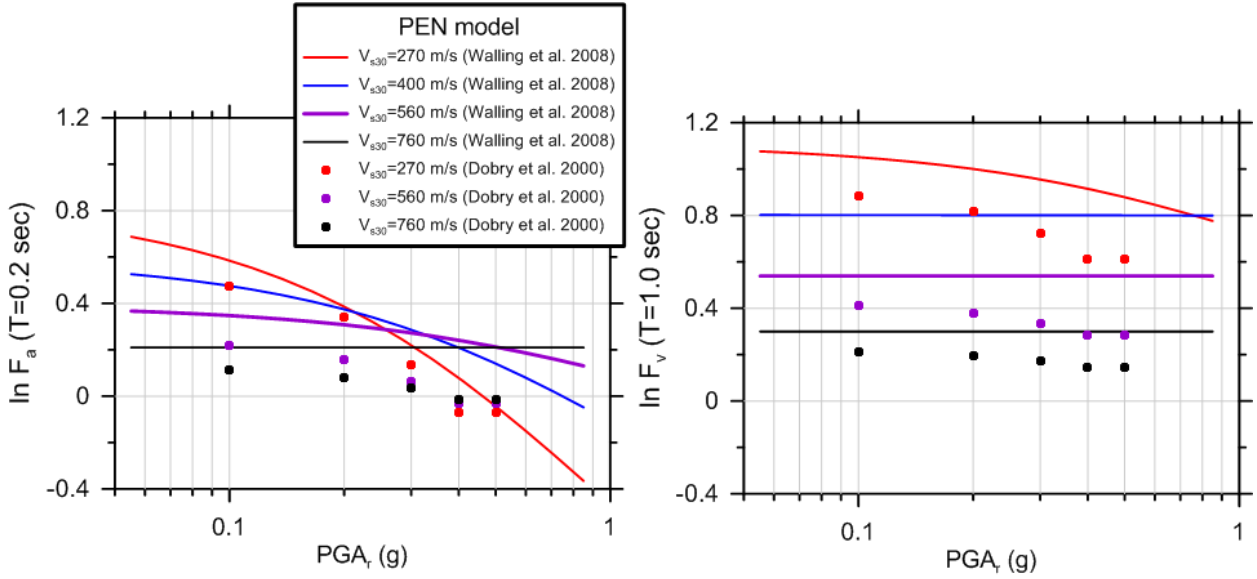 PEN model
Vs30=270 m/s (Walling et al. 2008)
Vs30=400 m/s (Walling et al. 2008)
Vs30=560 m/s (Walling et al. 2008)
Vs30=760 m/s (Walling et al. 2008)
Vs30=270 m/s (Dobry et al. 2000)
Vs30=560 m/s (Dobry et al. 2000)
Vs30=760 m/s (Dobry et al. 2000)
ln Fa (T=0.2 sec)
1.2
0.8
0.4
0
-0.4
0.1
1
PGAr (g)
ln Fv (T=1.0 sec)
1.2
0.8
0.4
0
-0.4
0.1
1
PGAr (g)